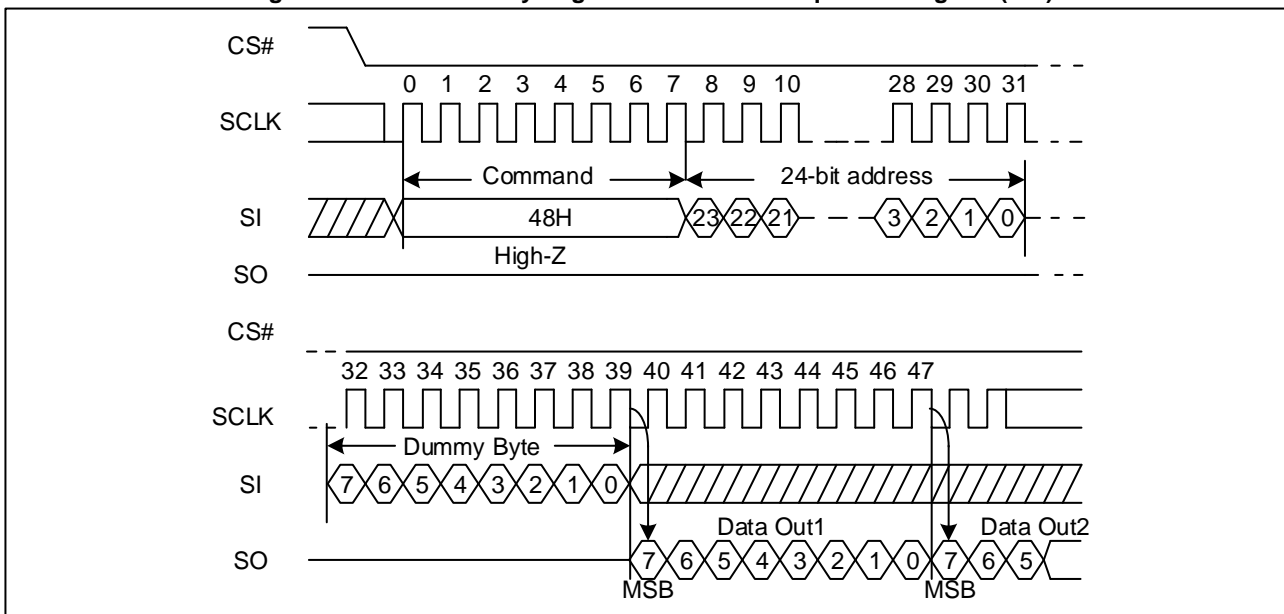 CS#
0 1 2 3 4 5 6 7 8 9 10 28 29 30 31
SCLK
Command 24-bit address
SI 48H 23 22 21 3 2 1 0
High-Z
SO
CS#
32 33 34 35 36 37 38 39 40 41 42 43 44 45 46 47
SCLK
Dummy Byte
SI 7 6 5 4 3 2 1 0
Data Out1 Data Out2
SO 7 6 5 4 3 2 1 0 7 6 5
MSB MSB